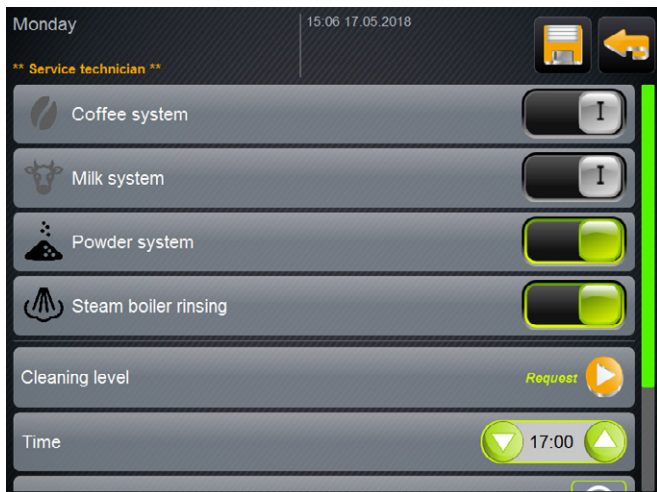 Monday
15:06 17.05.2018
** Service technician **
Coffee system
I
Milk system
I
Powder system
Steam boiler rinsing
Cleaning level
Request
Time
17:00